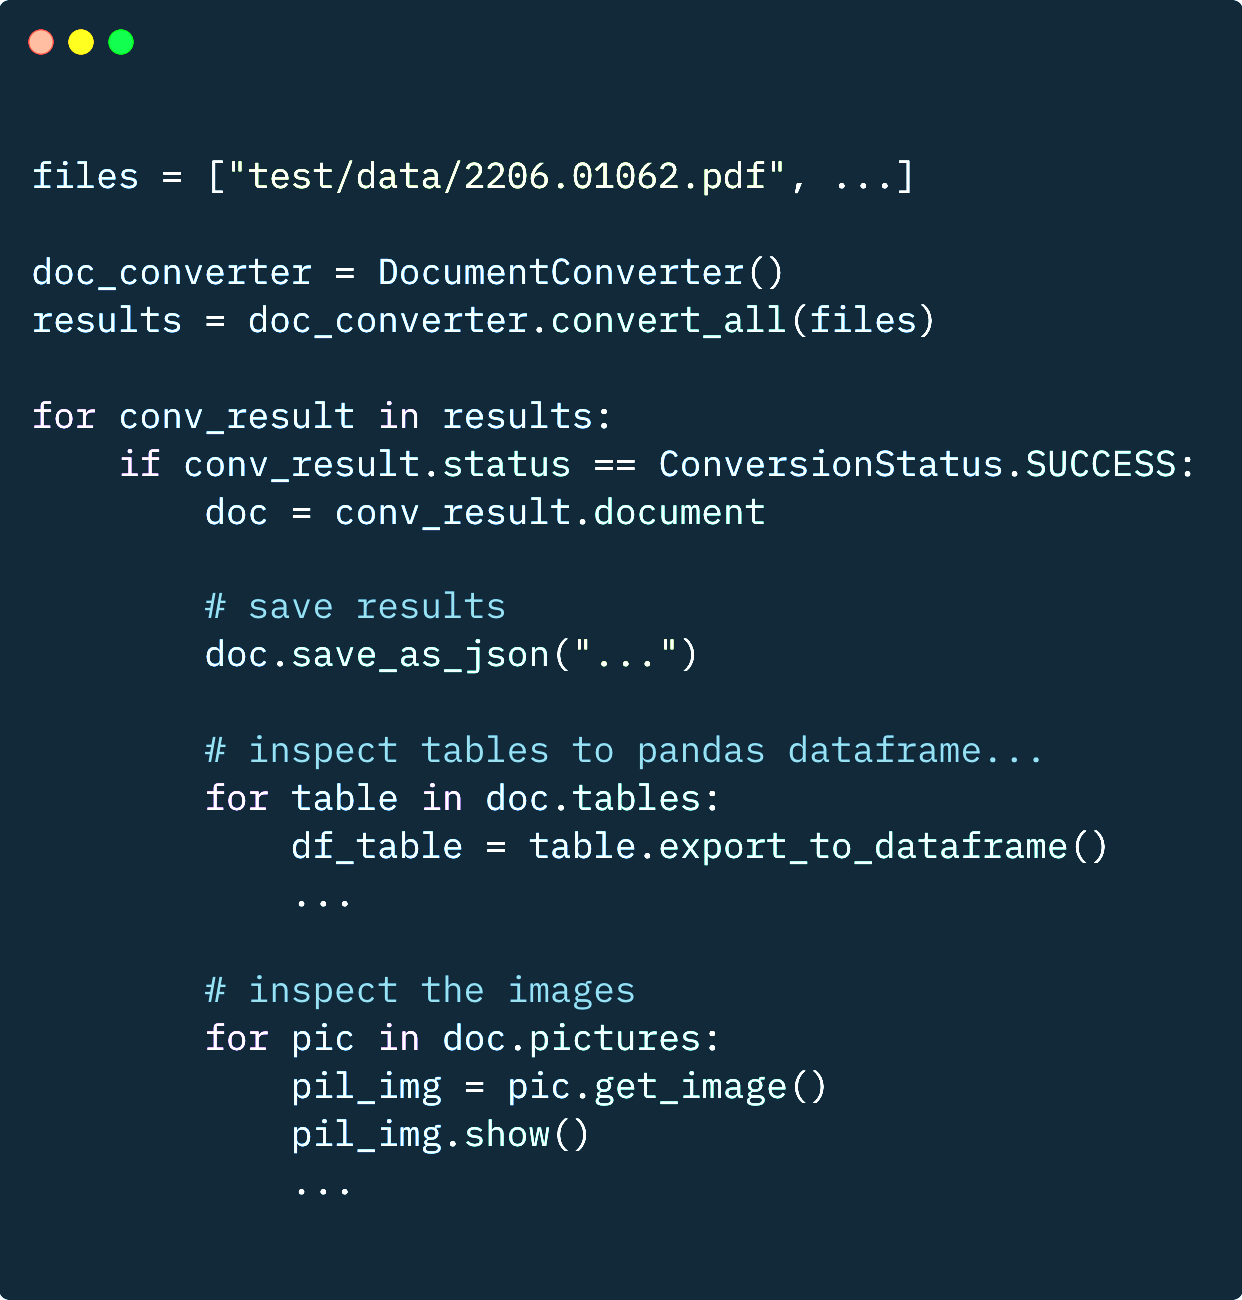 files = ["test/data/2206.01062.pdf", ...]

doc_converter = DocumentConverter()
results = doc_converter.convert_all(files)

for conv_result in results:
    if conv_result.status == ConversionStatus.SUCCESS:
        doc = conv_result.document

        # save results
        doc.save_as_json("...")

        # inspect tables to pandas dataframe...
        for table in doc.tables:
            df_table = table.export_to_dataframe()
            ...

        # inspect the images
        for pic in doc.pictures:
            pil_img = pic.get_image()
            pil_img.show()
            ...